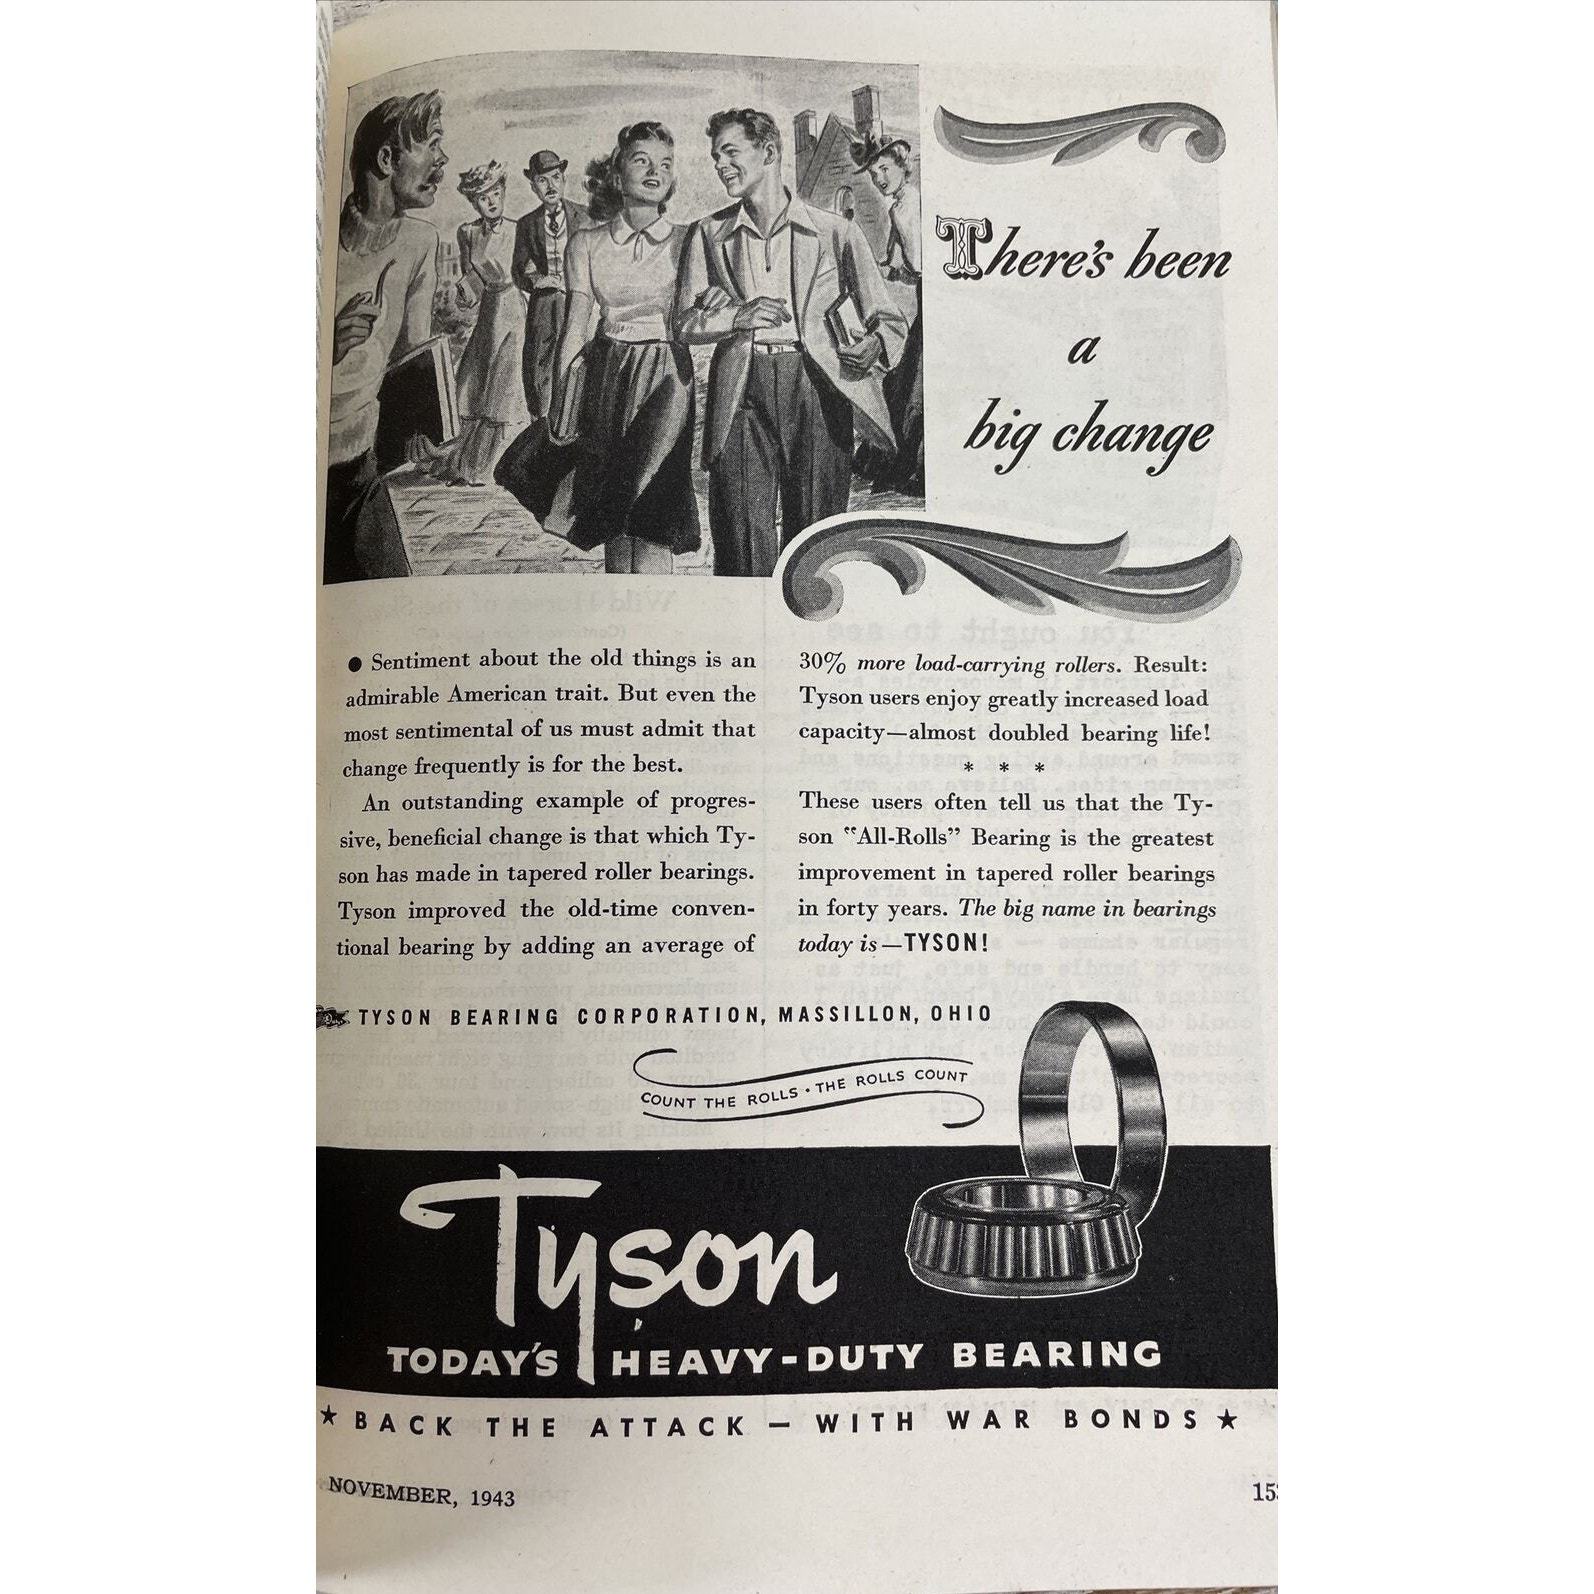 There's been
a
big change
● Sentiment about the old things is an
admirable American trait. But even the
most sentimental of us must admit that
change frequently is for the best.
An outstanding example of progres-
sive, beneficial change is that which Ty-
son has made in tapered roller bearings.
Tyson improved the old-time conven-
tional bearing by adding an average of
30% more load-carrying rollers. Result:
Tyson users enjoy greatly increased load
capacity—almost doubled bearing life!
* * *
These users often tell us that the Ty-
son "All-Rolls" Bearing is the greatest
improvement in tapered roller bearings
in forty years. The big name in bearings
today is—TYSON!
TYSON BEARING CORPORATION, MASSILLON, OHIO
COUNT THE ROLLS · THE ROLLS COUNT
Tyson
TODAY'S HEAVY-DUTY BEARING
★ BACK THE ATTACK — WITH WAR BONDS ★
NOVEMBER, 1943